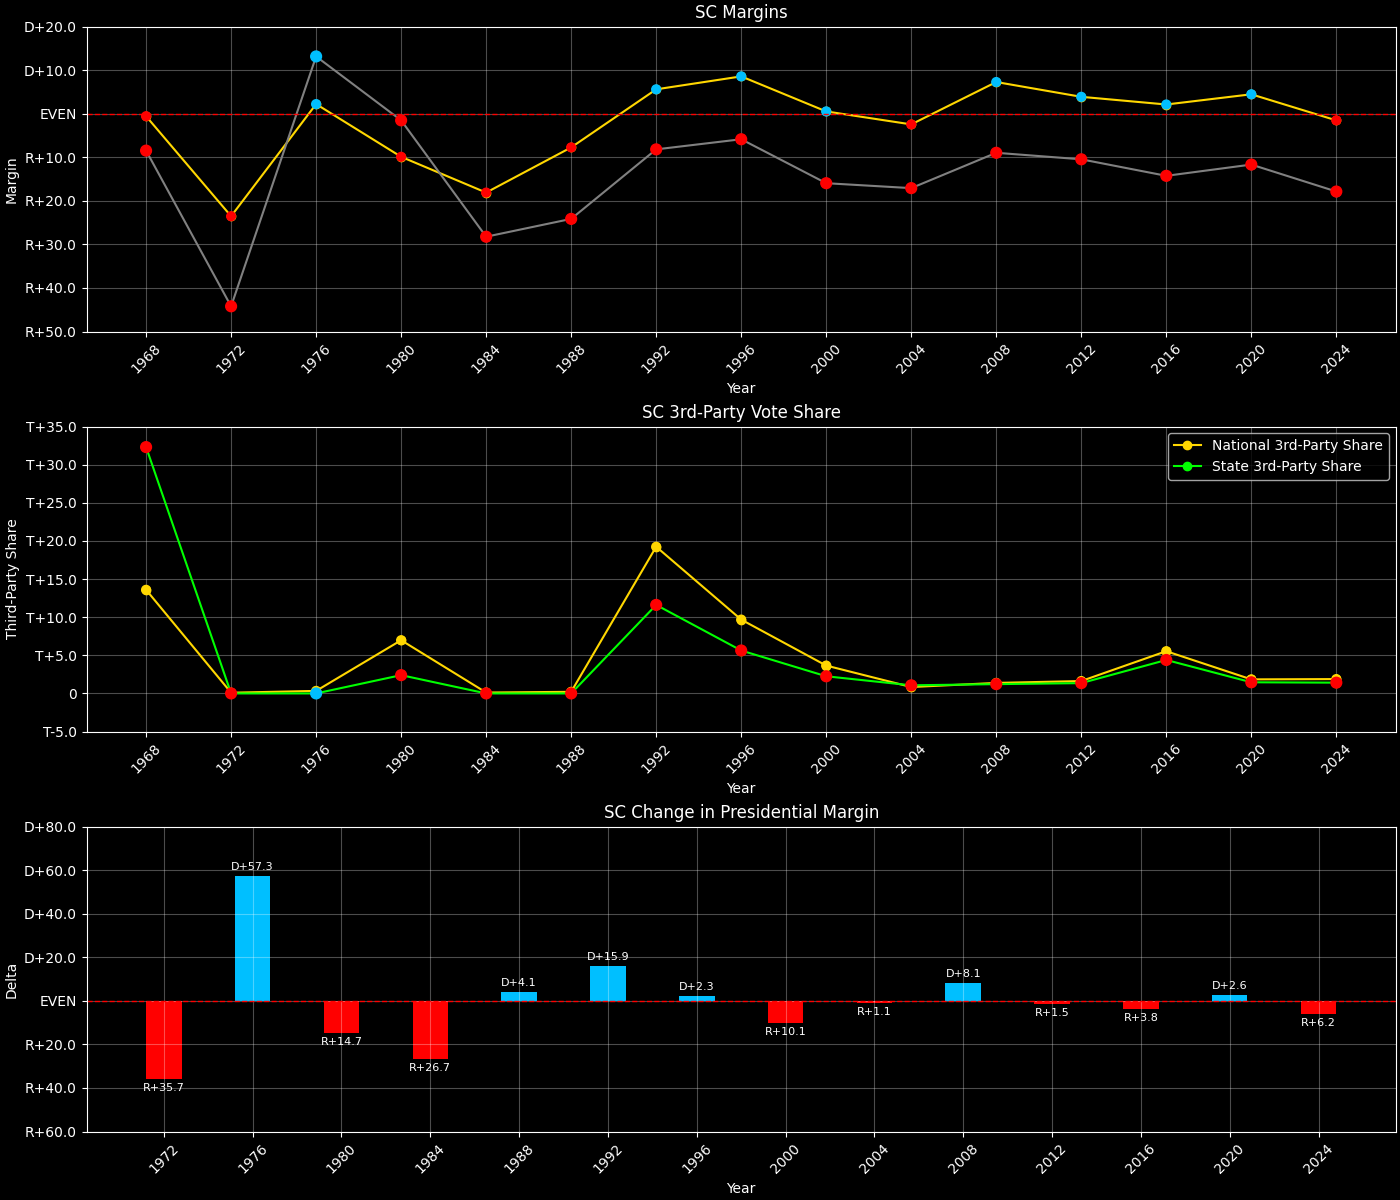 SC Margins
D+20.0
D+10.0
EVEN
R+10.0
R+20.0
R+30.0
R+40.0
R+50.0
Margin
1968 1972 1976 1980 1984 1988 1992 1996 2000 2004 2008 2012 2016 2020 2024
Year
SC 3rd-Party Vote Share
T+35.0
T+30.0
T+25.0
T+20.0
T+15.0
T+10.0
T+5.0
0
T-5.0
Third-Party Share
National 3rd-Party Share
State 3rd-Party Share
1968 1972 1976 1980 1984 1988 1992 1996 2000 2004 2008 2012 2016 2020 2024
Year
SC Change in Presidential Margin
D+80.0
D+60.0
D+40.0
D+20.0
EVEN
R+20.0
R+40.0
R+60.0
Delta
R+35.7
D+57.3
R+14.7
R+26.7
D+4.1
D+15.9
D+2.3
R+10.1
R+1.1
D+8.1
R+1.5
R+3.8
D+2.6
R+6.2
1972 1976 1980 1984 1988 1992 1996 2000 2004 2008 2012 2016 2020 2024
Year